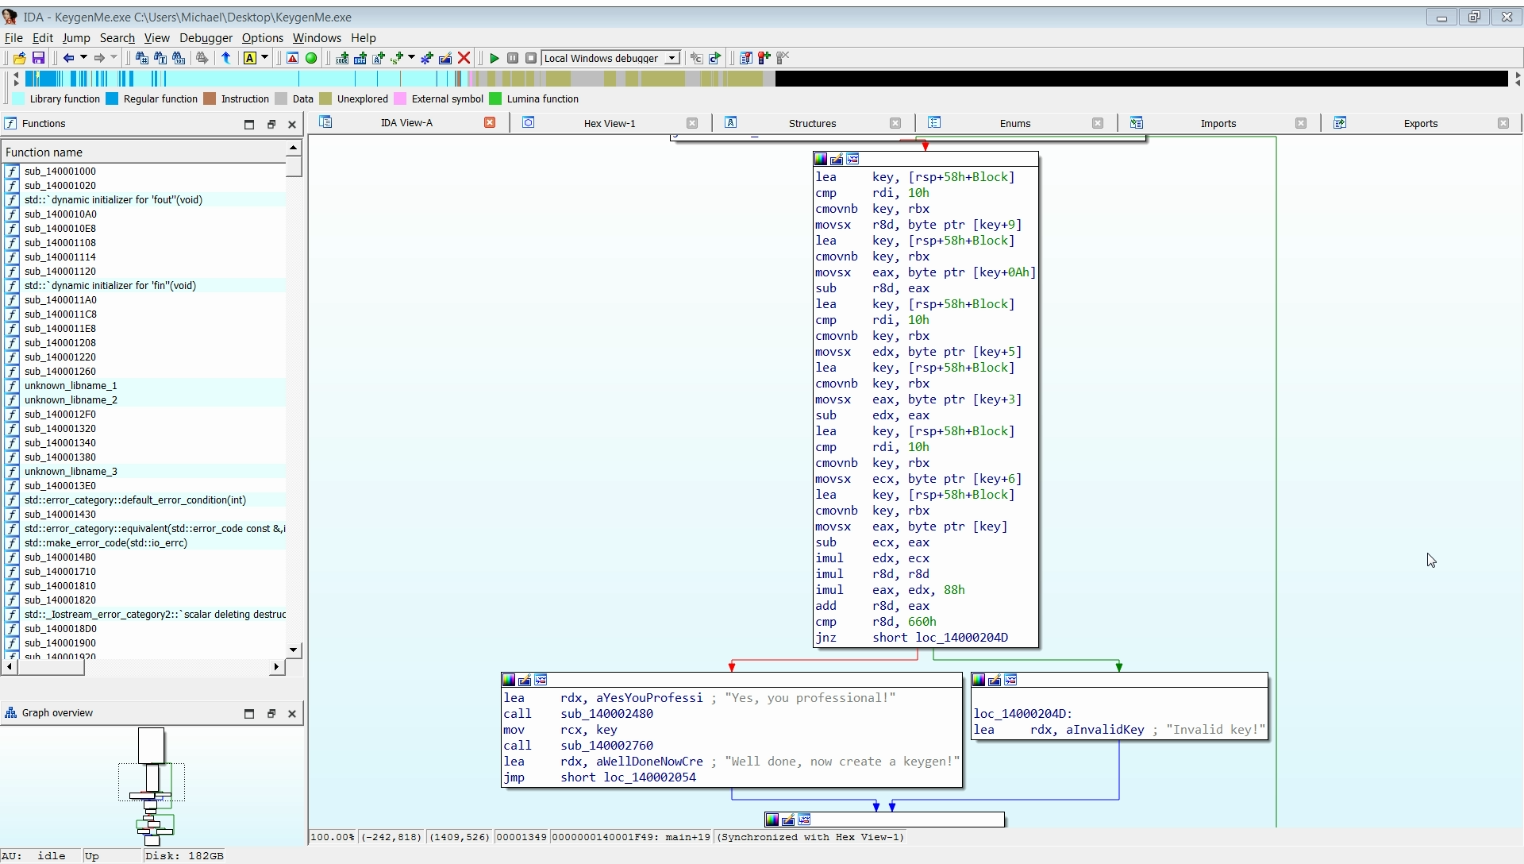 IDA - KeygenMe.exe C:\Users\Michael\Desktop\KeygenMe.exe
File Edit Jump Search View Debugger Options Windows Help
Local Windows debugger
Library function Regular function Instruction Data Unexplored External symbol Lumina function
Functions
IDA View-A Hex View-1 Structures Enums Imports Exports
Function name
sub_140001000
sub_140001020
std::`dynamic initializer for 'fout''(void)
sub_1400010A0
sub_1400010E8
sub_140001108
sub_140001114
sub_140001120
std::`dynamic initializer for 'fin''(void)
sub_1400011A0
sub_1400011C8
sub_1400011E8
sub_140001208
sub_140001220
sub_140001260
unknown_libname_1
unknown_libname_2
sub_1400012F0
sub_140001320
sub_140001340
sub_140001380
unknown_libname_3
sub_1400013E0
std::error_category::default_error_condition(int)
sub_140001430
std::error_category::equivalent(std::error_code const &,i
std::make_error_code(std::io_errc)
sub_1400014B0
sub_140001710
sub_140001810
sub_140001820
std::_Iostream_error_category2::`scalar deleting destruc
sub_1400018D0
sub_140001900
sub_140001920
Graph overview
lea key, [rsp+58h+Block]
cmp rdi, 10h
cmovnb key, rbx
movsx r8d, byte ptr [key+9]
lea key, [rsp+58h+Block]
cmovnb key, rbx
movsx eax, byte ptr [key+0Ah]
sub r8d, eax
lea key, [rsp+58h+Block]
cmp rdi, 10h
cmovnb key, rbx
movsx edx, byte ptr [key+5]
lea key, [rsp+58h+Block]
cmovnb key, rbx
movsx eax, byte ptr [key+3]
sub edx, eax
lea key, [rsp+58h+Block]
cmp rdi, 10h
cmovnb key, rbx
movsx ecx, byte ptr [key+6]
lea key, [rsp+58h+Block]
cmovnb key, rbx
movsx eax, byte ptr [key]
sub ecx, eax
imul edx, ecx
imul r8d, r8d
imul eax, edx, 88h
add r8d, eax
cmp r8d, 660h
jnz short loc_14000204D
lea rdx, aYesYouProfessi ; "Yes, you professional!"
call sub_140002480
mov rcx, key
call sub_140002760
lea rdx, aWellDoneNowCre ; "Well done, now create a keygen!"
jmp short loc_140002054
loc_14000204D:
lea rdx, aInvalidKey ; "Invalid key!"
100.00% (-242,818) (1409,526) 00001349 0000000140001F49: main+19 (Synchronized with Hex View-1)
AU: idle Up Disk: 182GB